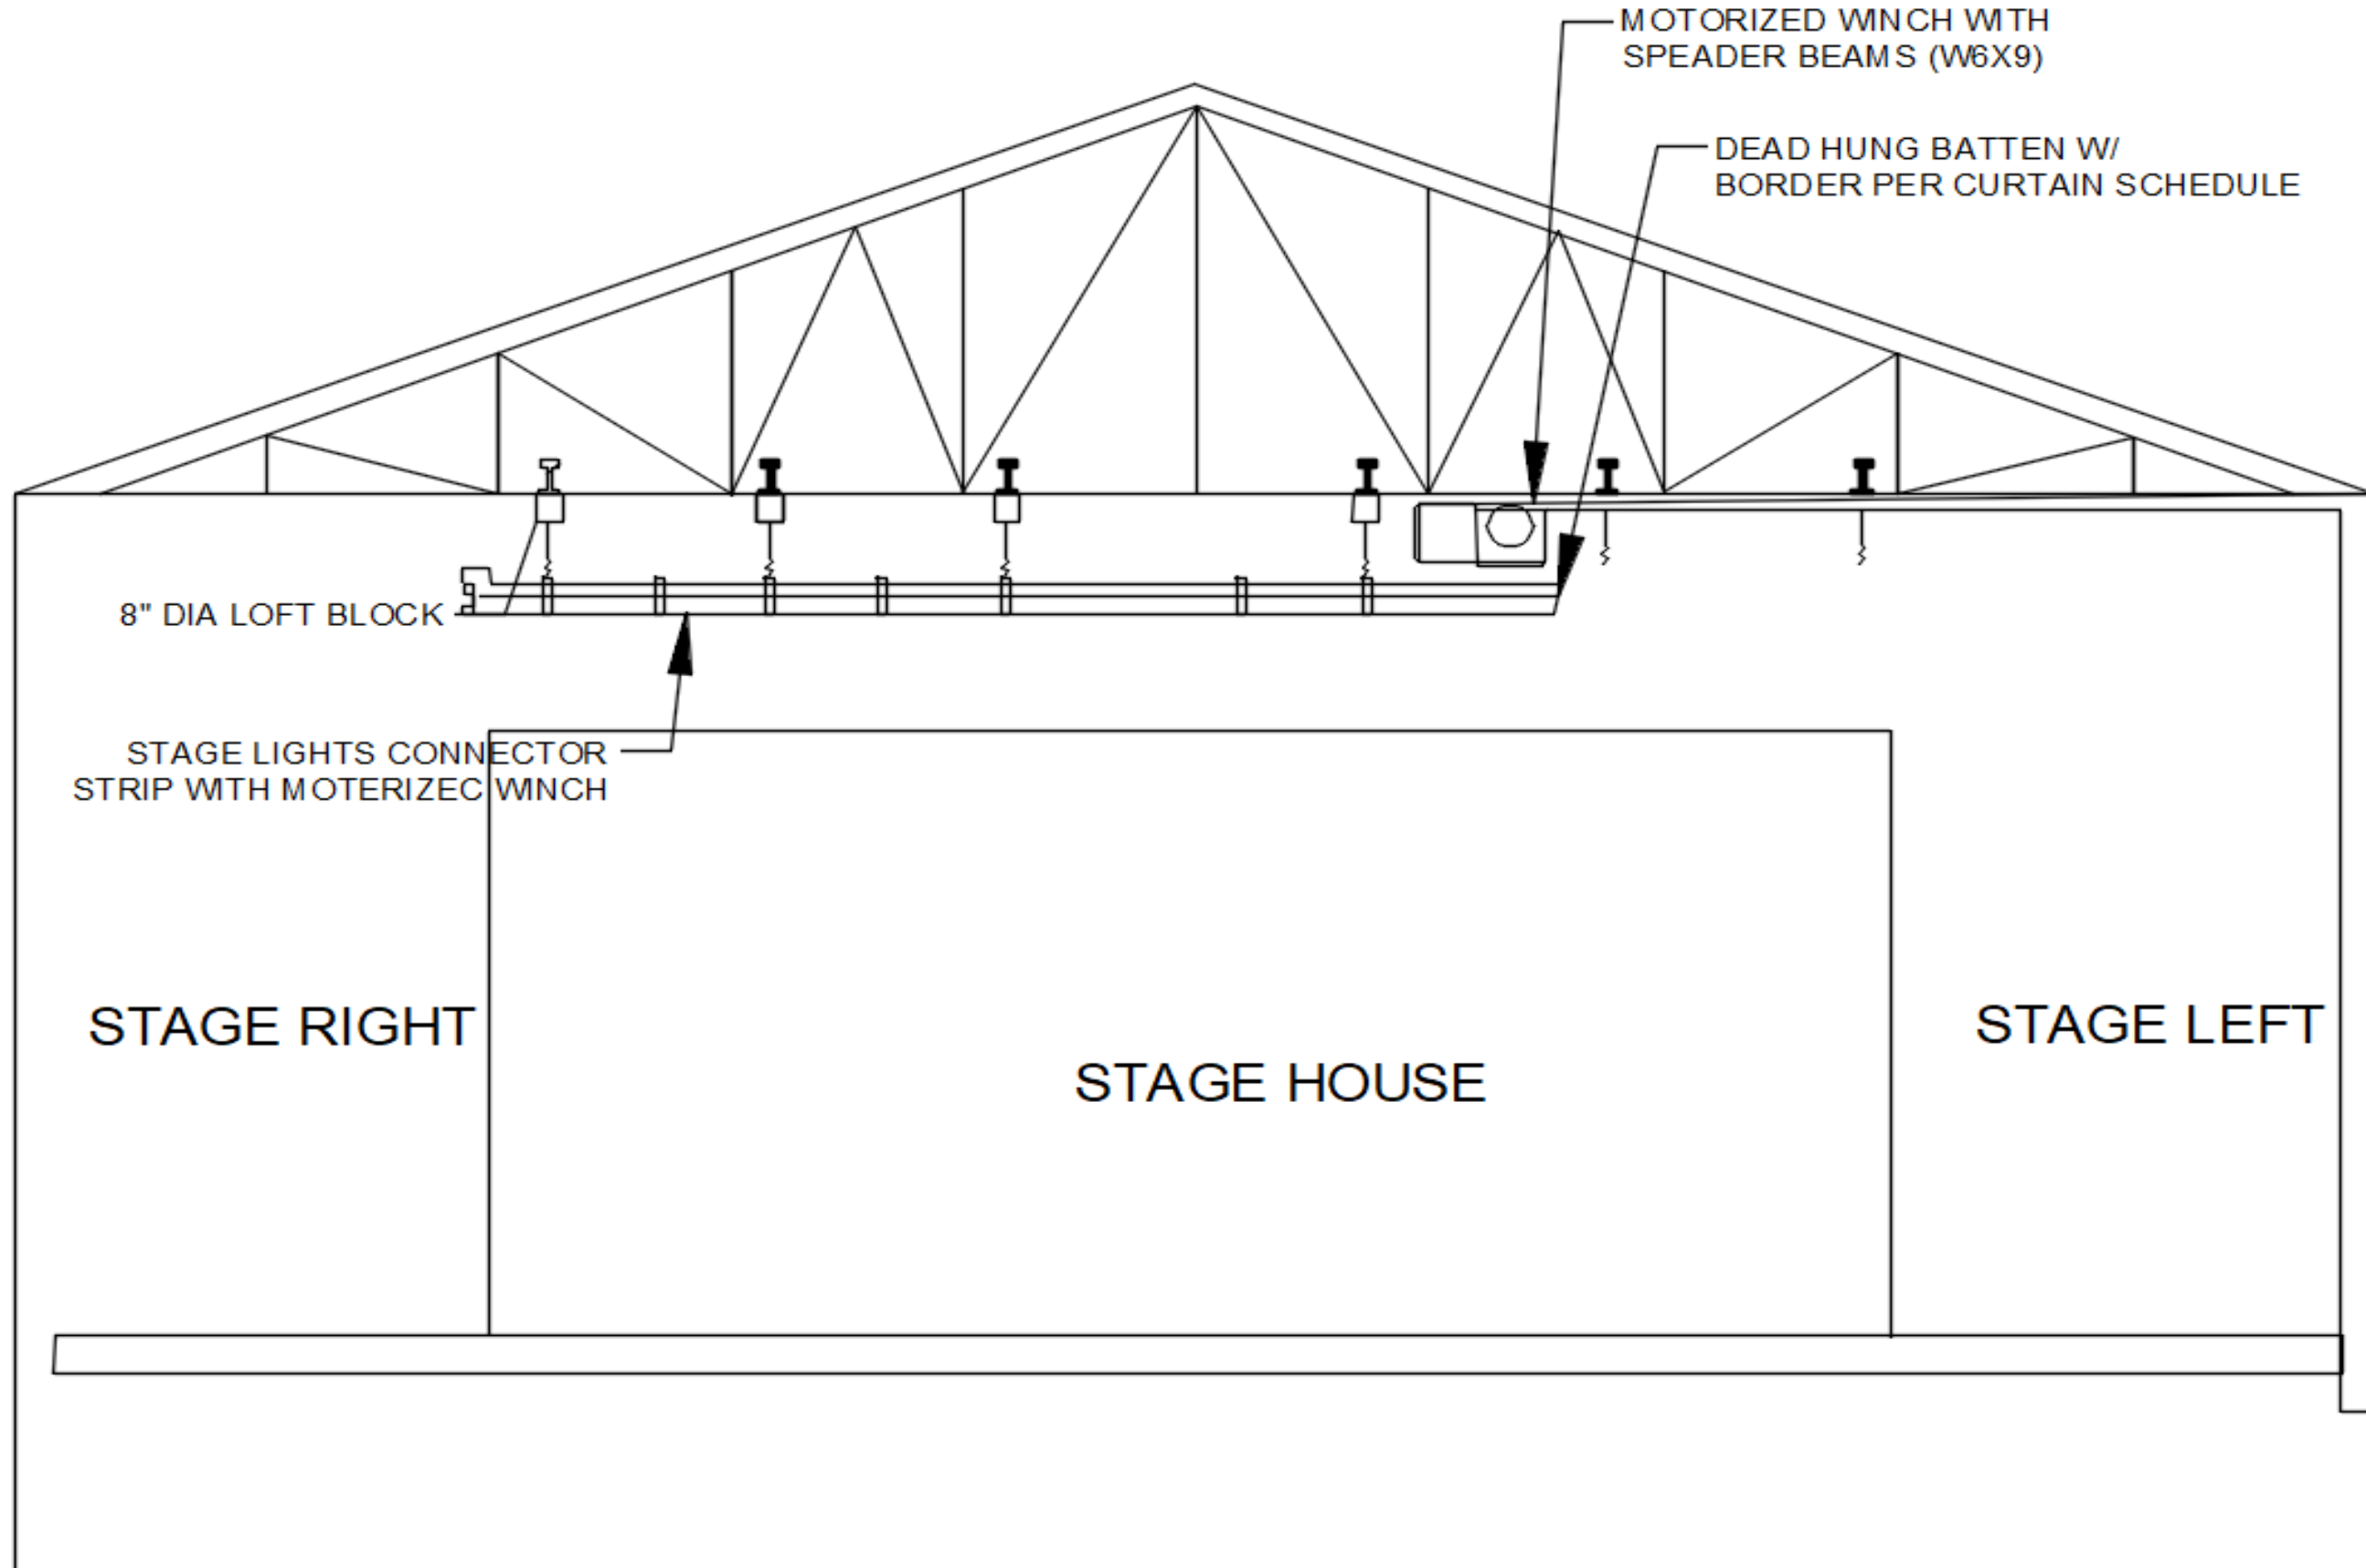 MOTORIZED WINCH WITH
SPEADER BEAMS (W6X9)
DEAD HUNG BATTEN W/
BORDER PER CURTAIN SCHEDULE
8" DIA LOFT BLOCK
STAGE LIGHTS CONNECTOR
STRIP WITH MOTERIZEC WINCH
STAGE RIGHT
STAGE HOUSE
STAGE LEFT